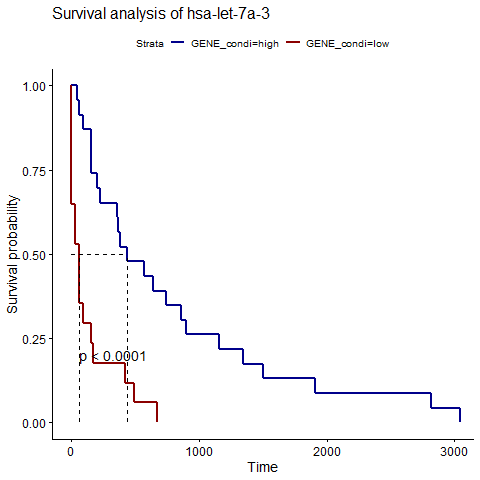 Survival analysis of hsa-let-7a-3
Strata GENE_condi=high GENE_condi=low
1.00
0.75
0.50
0.25
0.00
Survival probability
p < 0.0001
0 1000 2000 3000
Time